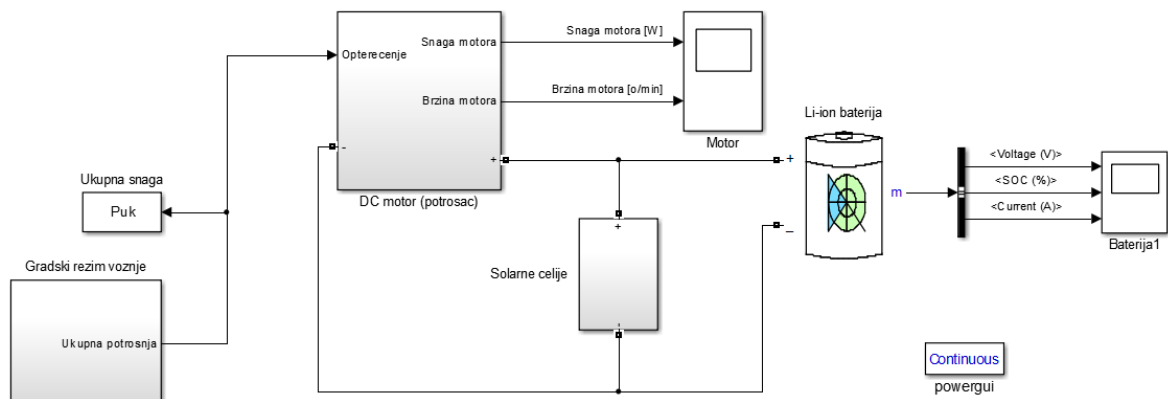 Snaga motora [W]
Snaga motora
Opterecenje
Brzina motora [o/min]
Brzina motora
Li-ion baterija
Motor
-
+
+
<Voltage (V)>
Ukupna snaga
<SOC (%)>
m
DC motor (potrosac)
Puk
<Current (A)>
+
_
Baterija1
Gradski rezim voznje
Solarne celije
-
Ukupna potrosnja
Continuous
powergui